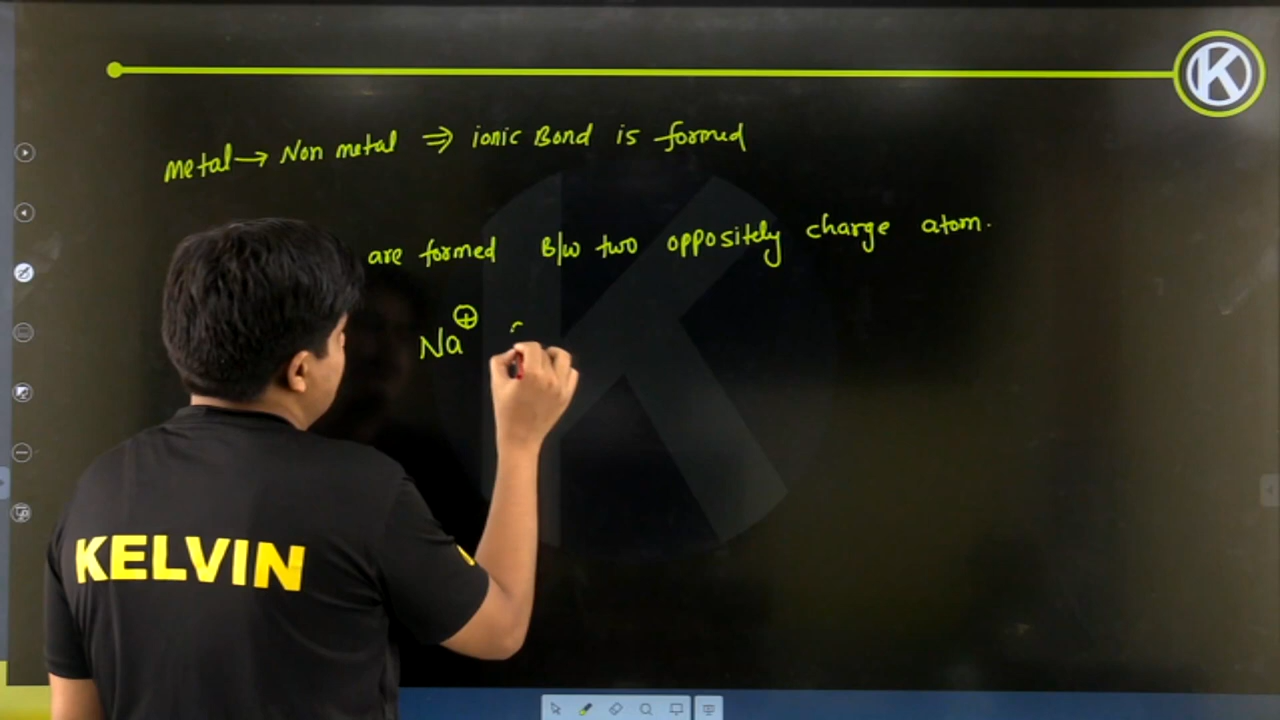 K
Metal → Non metal ⇒ ionic Bond is formed
are formed B/w two oppositely charge atom.
Na⊕
KELVIN